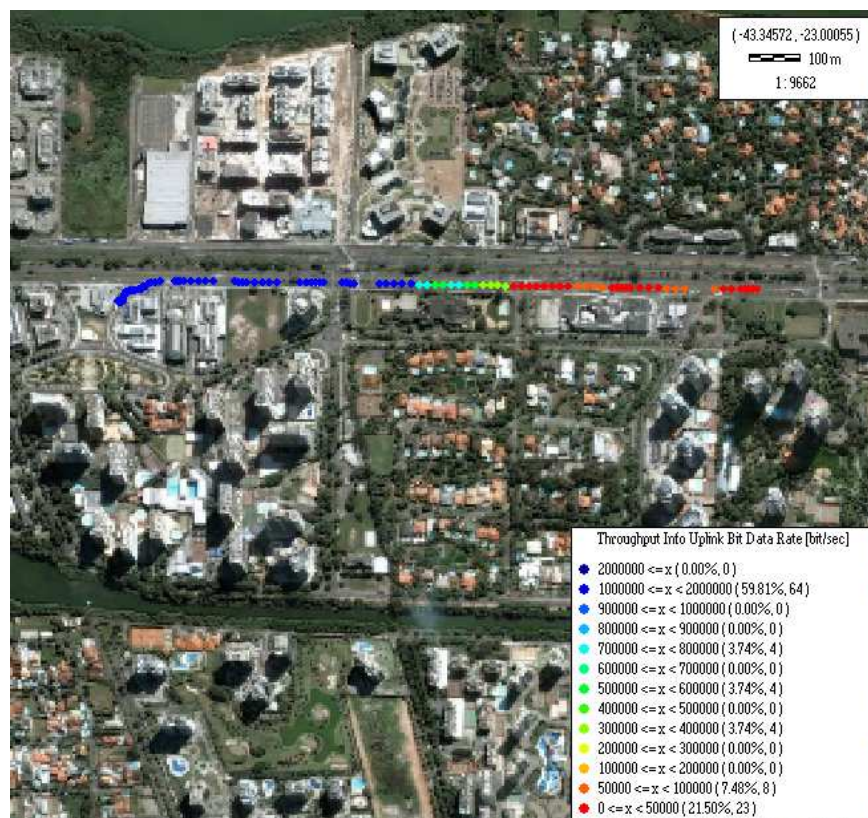 (-43.34572, -23.00055)
100 m
1: 9662
Throughput Info Uplink Bit Data Rate [bit/sec]
2000000 <= x (0.00%, 0)
1000000 <= x < 2000000 (59.81%, 64)
900000 <= x < 1000000 (0.00%, 0)
800000 <= x < 900000 (0.00%, 0)
700000 <= x < 800000 (3.74%, 4)
600000 <= x < 700000 (0.00%, 0)
500000 <= x < 600000 (3.74%, 4)
400000 <= x < 500000 (0.00%, 0)
300000 <= x < 400000 (3.74%, 4)
200000 <= x < 300000 (0.00%, 0)
100000 <= x < 200000 (0.00%, 0)
50000 <= x < 100000 (7.48%, 8)
0 <= x < 50000 (21.50%, 23)